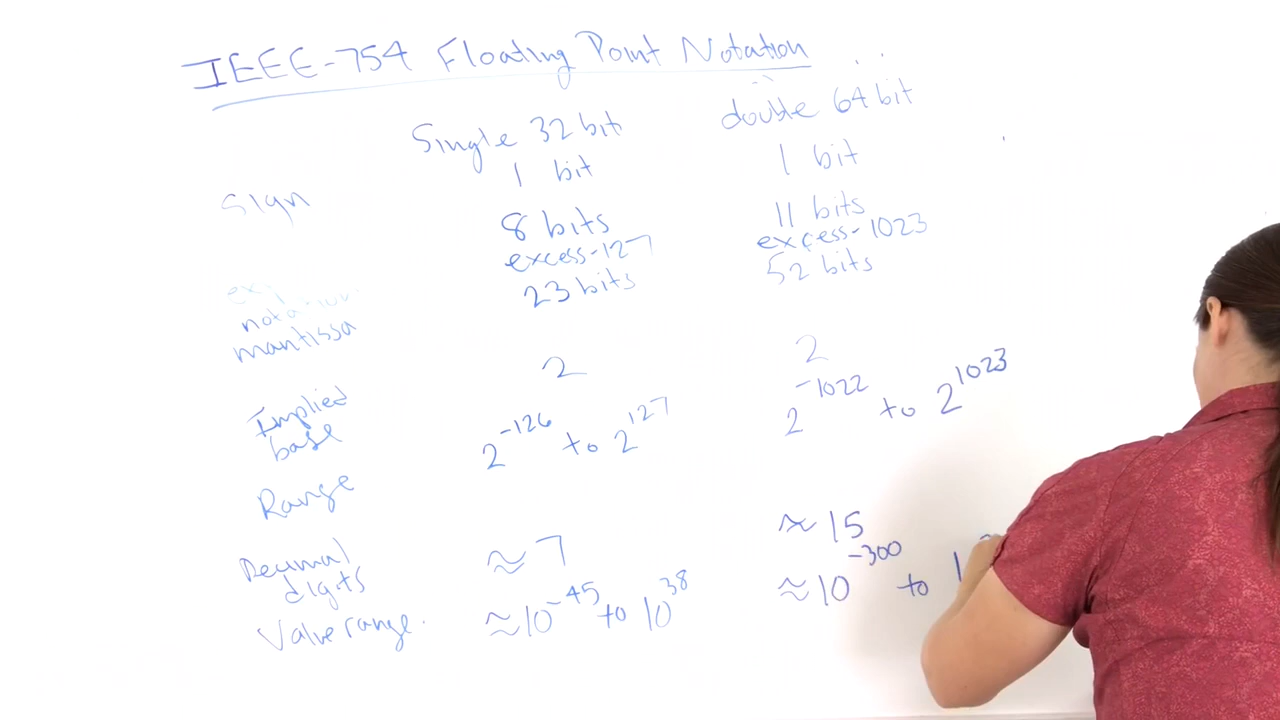 IEEE-754 Floating Point Notation
Single 32 bit double 64 bit
Sign 1 bit 1 bit
8 bits 11 bits
excess-127 excess-1023
mantissa 23 bits 52 bits
Implied base 2 2
Range 2^-126 to 2^127 2^-1022 to 2^1023
Decimal digits ≈ 7 ≈ 15
Value range. ≈ 10^-45 to 10^38 ≈ 10^-300 to